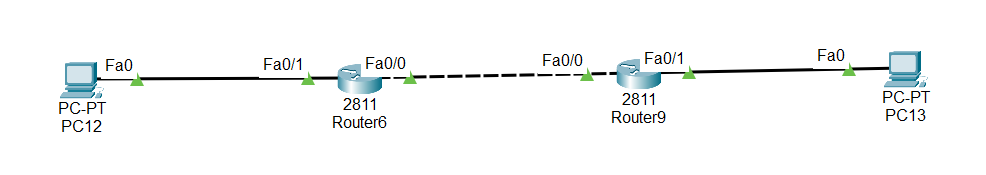 Fa0
Fa0/1
Fa0/0
Fa0/0
Fa0/1
Fa0
PC-PT
PC12
2811
Router6
2811
Router9
PC-PT
PC13